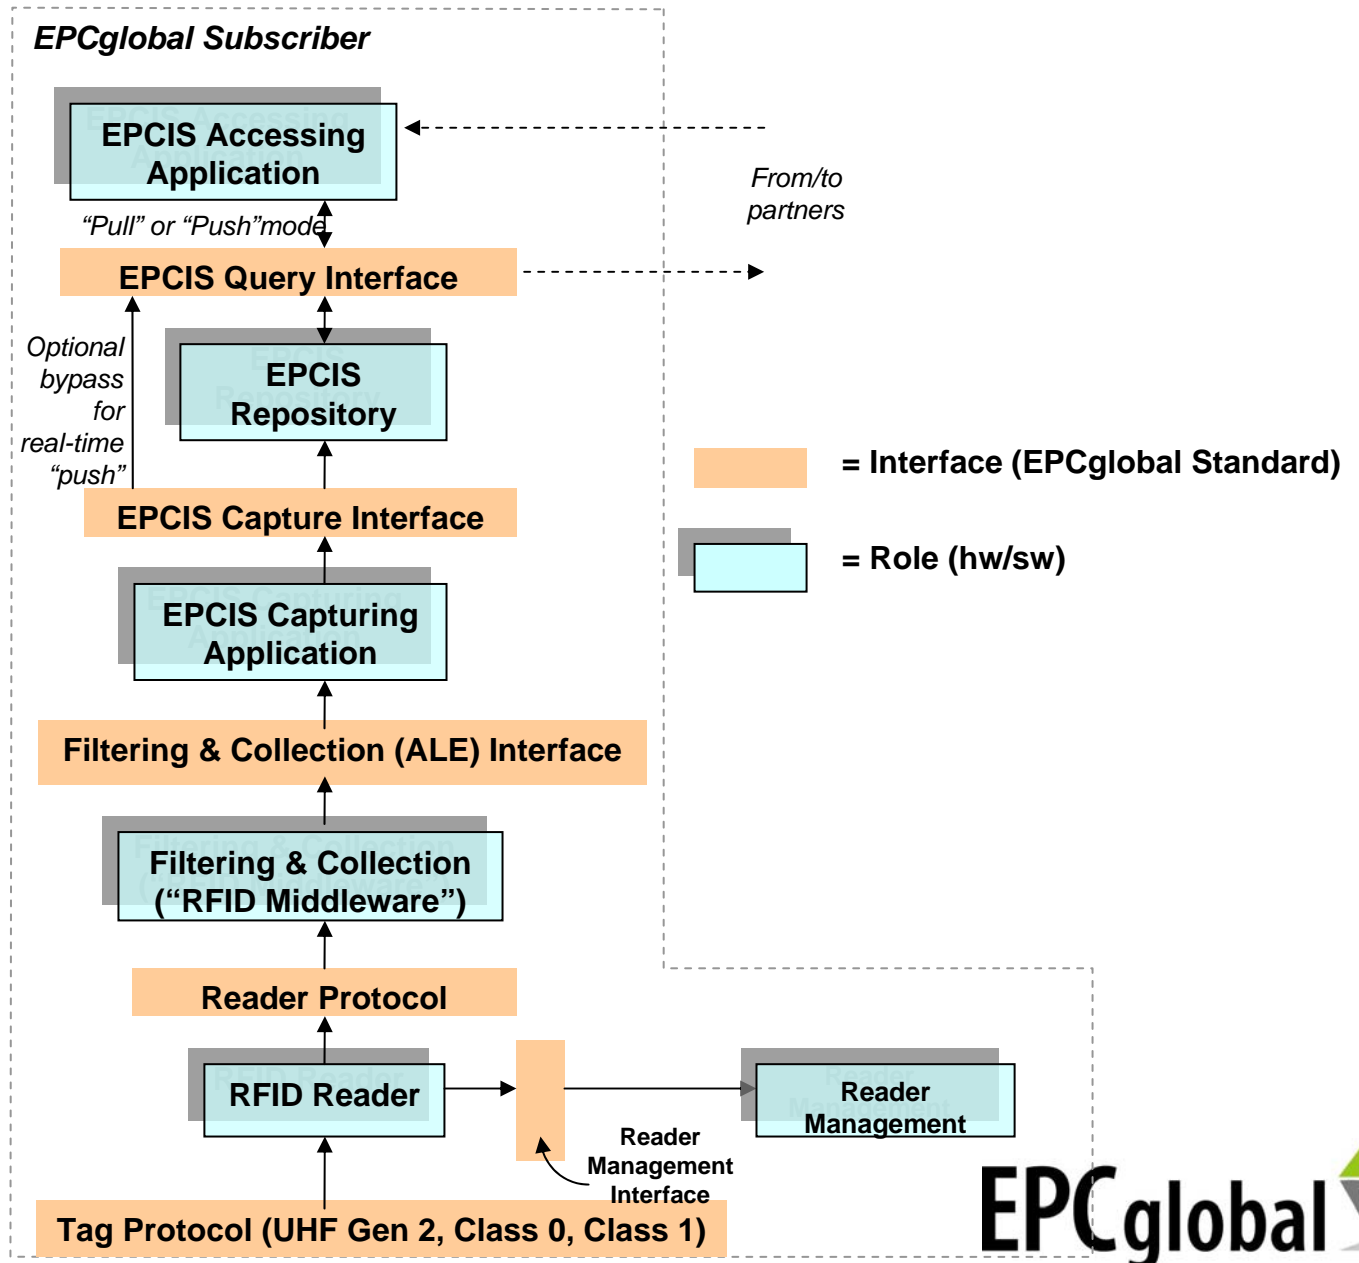 EPCglobal Subscriber
EPCIS Accessing
Application
“Pull” or “Push”mode
From/to
partners
EPCIS Query Interface
Optional
bypass
for
real-time
“push”
EPCIS
Repository
= Interface (EPCglobal Standard)
EPCIS Capture Interface
= Role (hw/sw)
EPCIS Capturing
Application
Filtering & Collection (ALE) Interface
Filtering & Collection
(“RFID Middleware”)
Reader Protocol
RFID Reader
Reader
Management
Reader
Management
Interface
Tag Protocol (UHF Gen 2, Class 0, Class 1)
EPCglobal